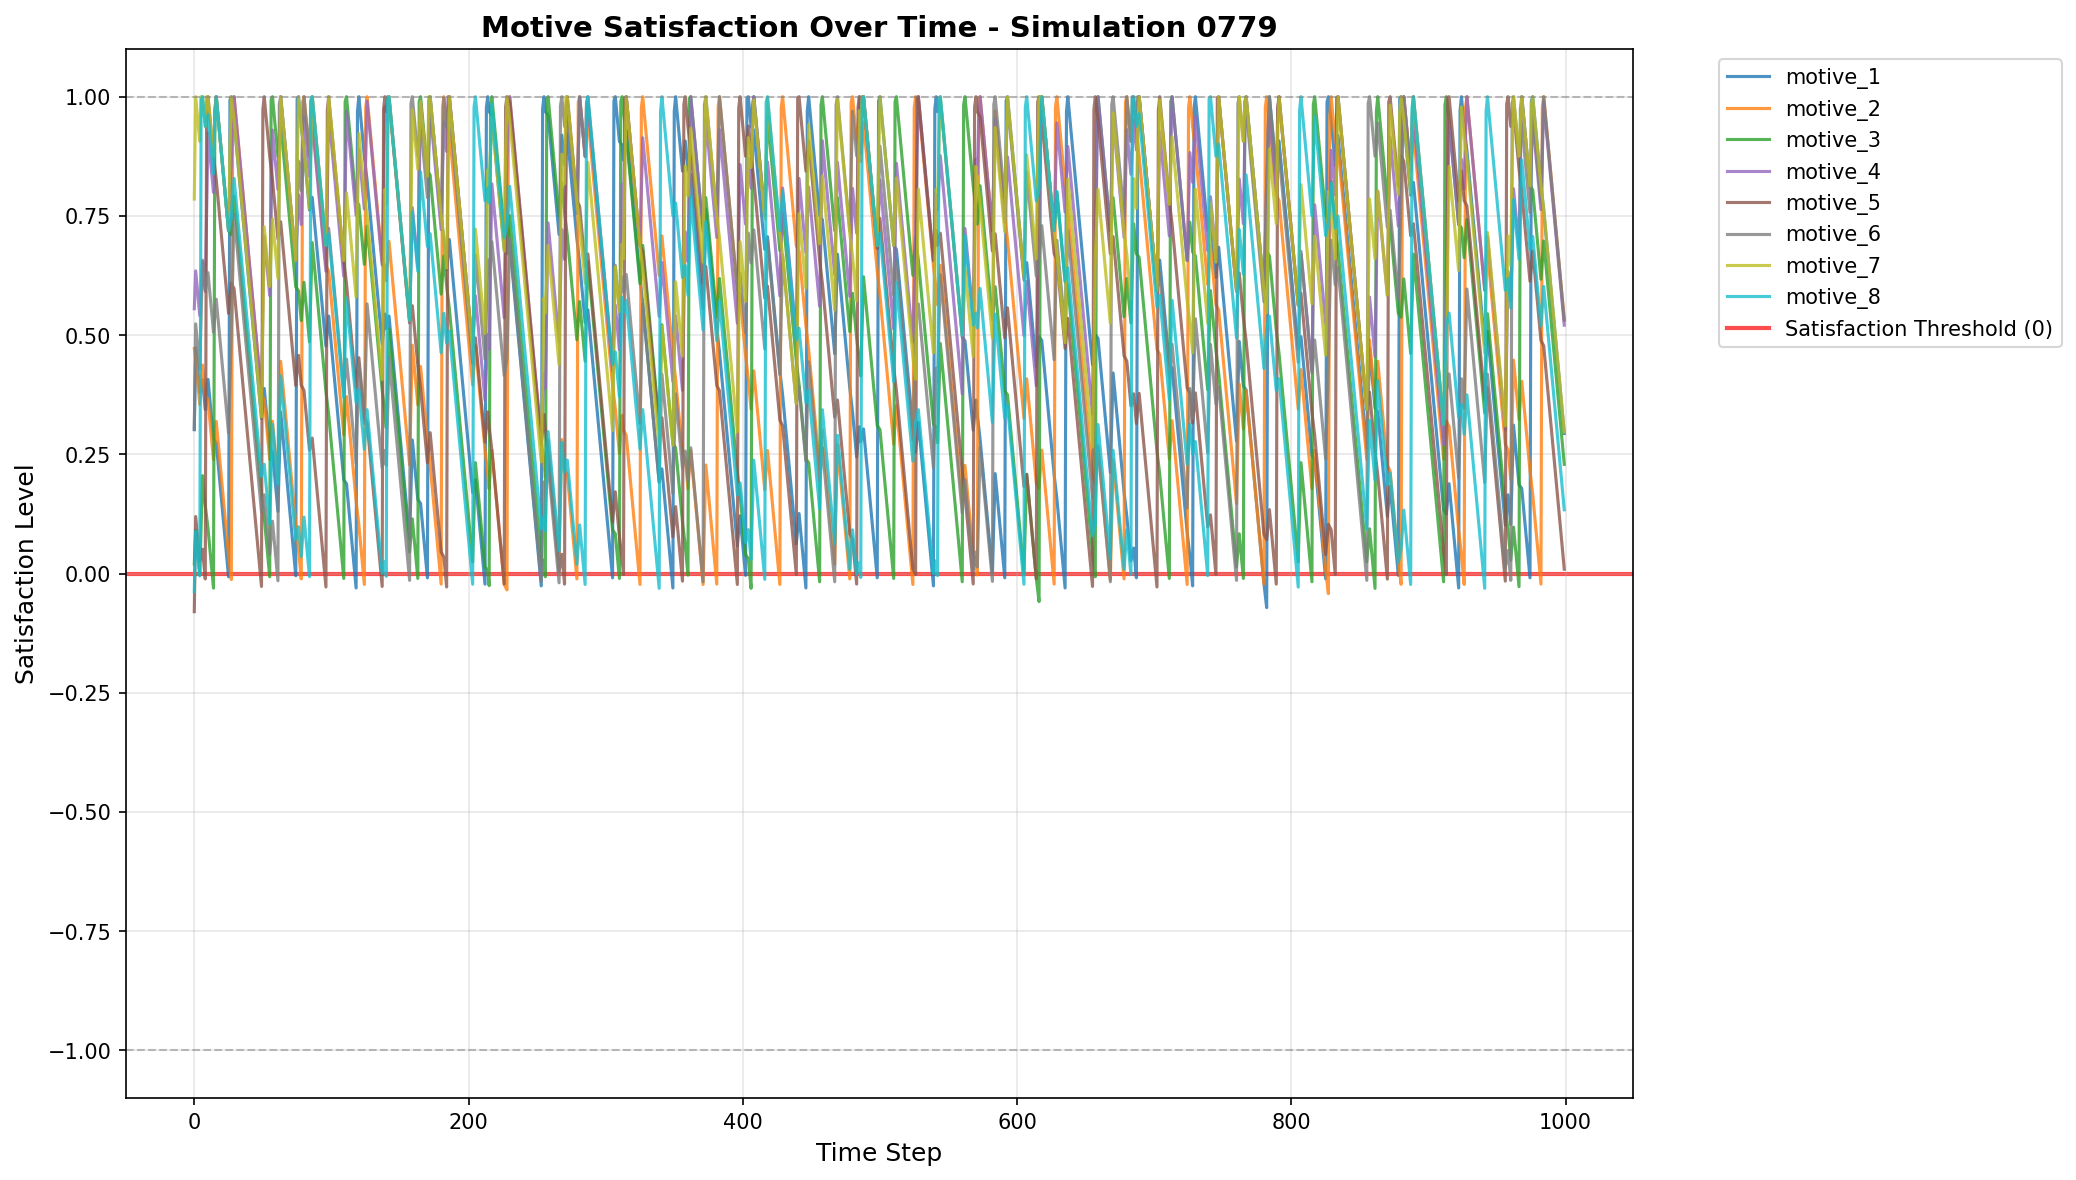 Motive Satisfaction Over Time - Simulation 0779
Satisfaction Level
1.00
0.75
0.50
0.25
0.00
−0.25
−0.50
−0.75
−1.00
0
200
400
600
800
1000
Time Step
motive_1
motive_2
motive_3
motive_4
motive_5
motive_6
motive_7
motive_8
Satisfaction Threshold (0)